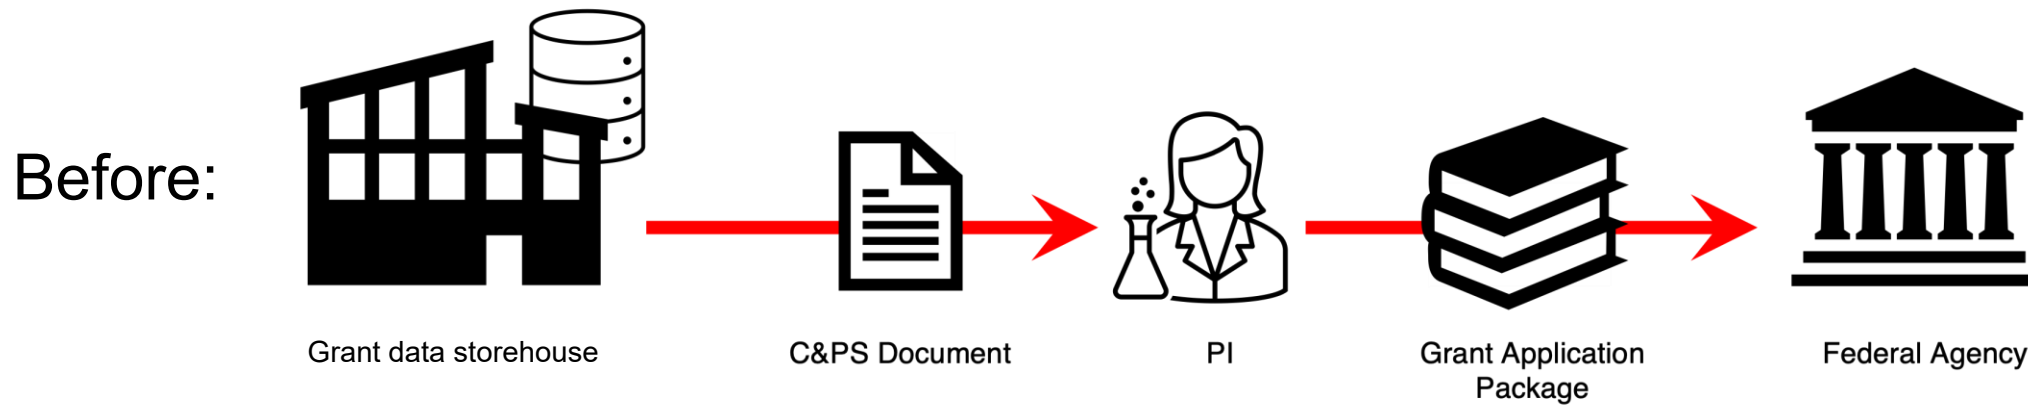 Before:
Grant data storehouse
C&PS Document
PI
Grant Application
Package
Federal Agency